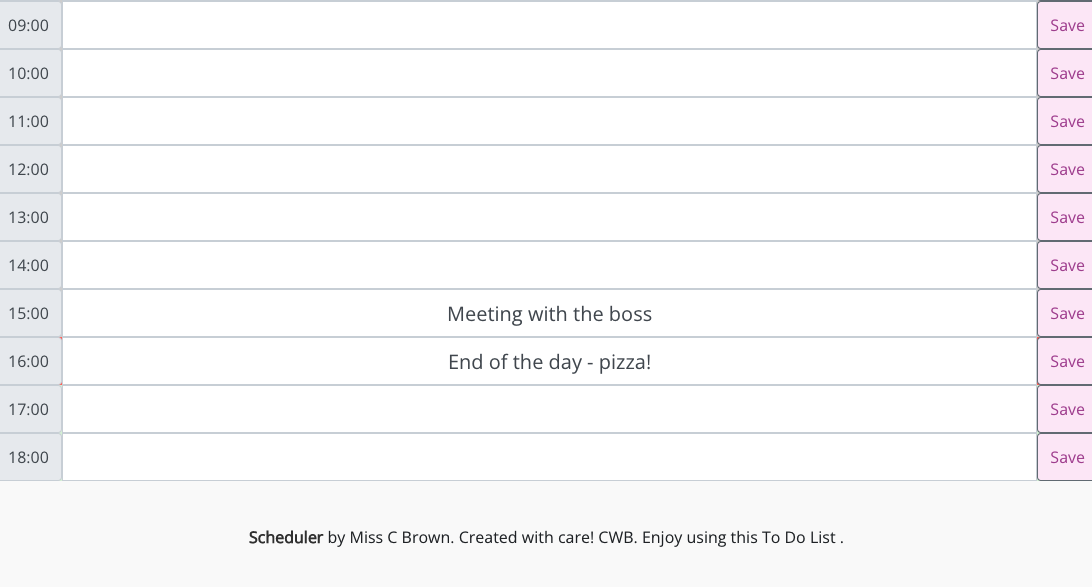 09:00 Save
10:00 Save
11:00 Save
12:00 Save
13:00 Save
14:00 Save
15:00 Meeting with the boss Save
16:00 End of the day - pizza! Save
17:00 Save
18:00 Save
Scheduler by Miss C Brown. Created with care! CWB. Enjoy using this To Do List .